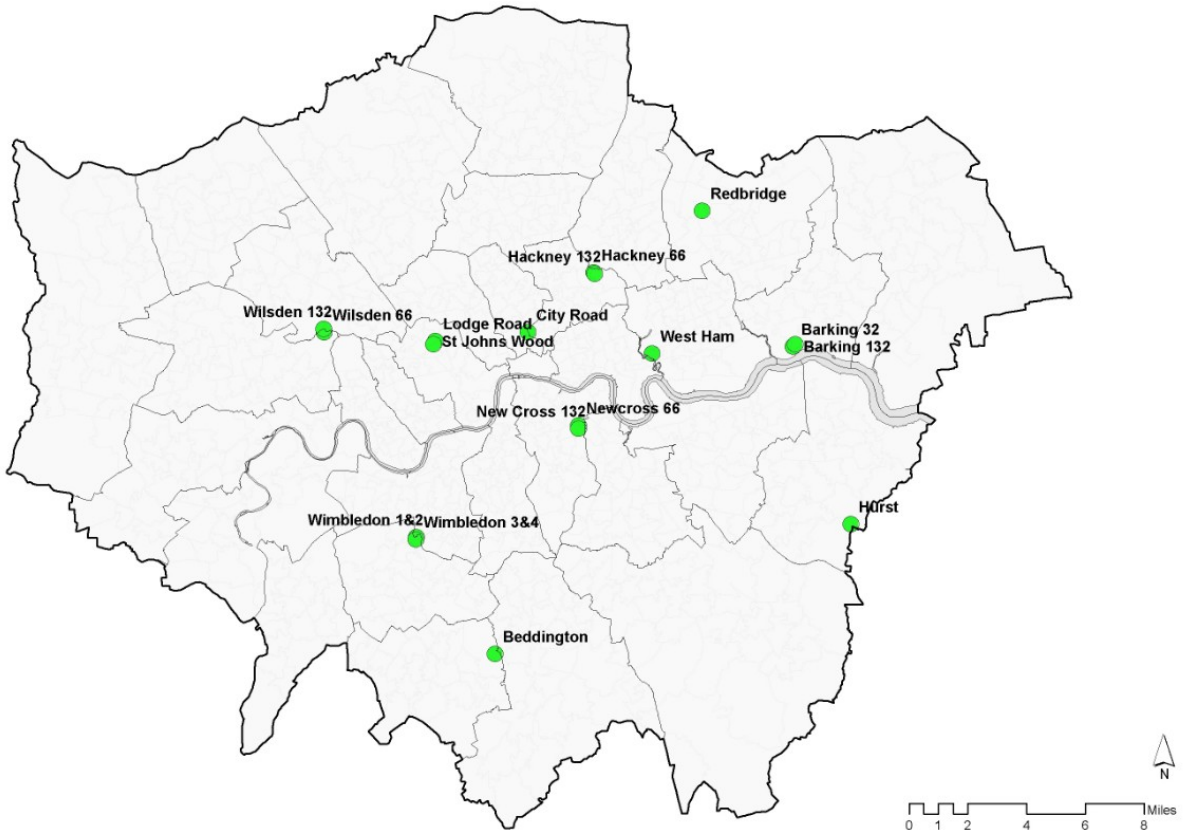 Redbridge
Hackney 132 Hackney 66
City Road
Wilsden 132 Wilsden 66
Lodge Road
St Johns Wood
West Ham
Barking 32
Barking 132
New Cross 132 Newcross 66
Hurst
Wimbledon 1&2 Wimbledon 3&4
Beddington
N
Miles
0 1 2 4 6 8